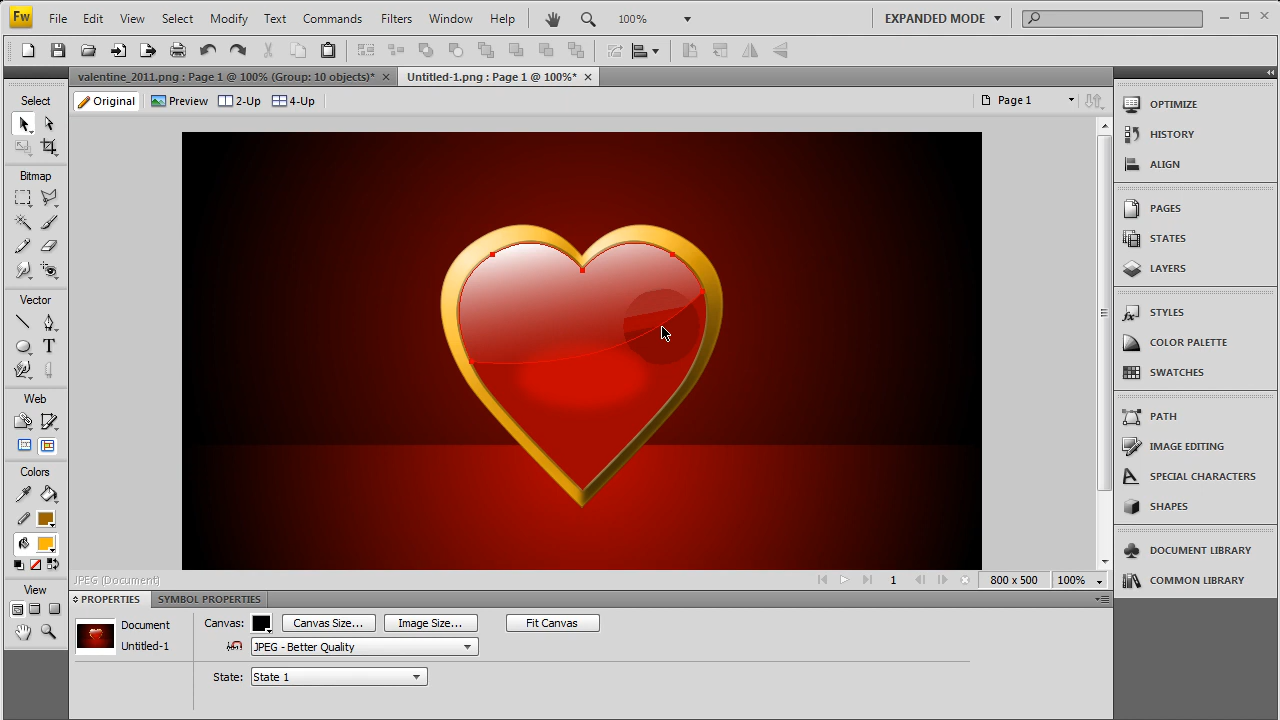 Fw File Edit View Select Modify Text Commands Filters Window Help 100% EXPANDED MODE
valentine_2011.png : Page 1 @ 100% (Group: 10 objects)* Untitled-1.png : Page 1 @ 100%*
Original Preview 2-Up 4-Up Page 1
Select
Bitmap
Vector
T
Web
Colors
View
OPTIMIZE
HISTORY
ALIGN
PAGES
STATES
LAYERS
STYLES
COLOR PALETTE
SWATCHES
PATH
IMAGE EDITING
SPECIAL CHARACTERS
SHAPES
DOCUMENT LIBRARY
COMMON LIBRARY
JPEG (Document) 1 800 x 500 100%
PROPERTIES SYMBOL PROPERTIES
Document Canvas: Canvas Size... Image Size... Fit Canvas
Untitled-1 JPEG - Better Quality
State: State 1